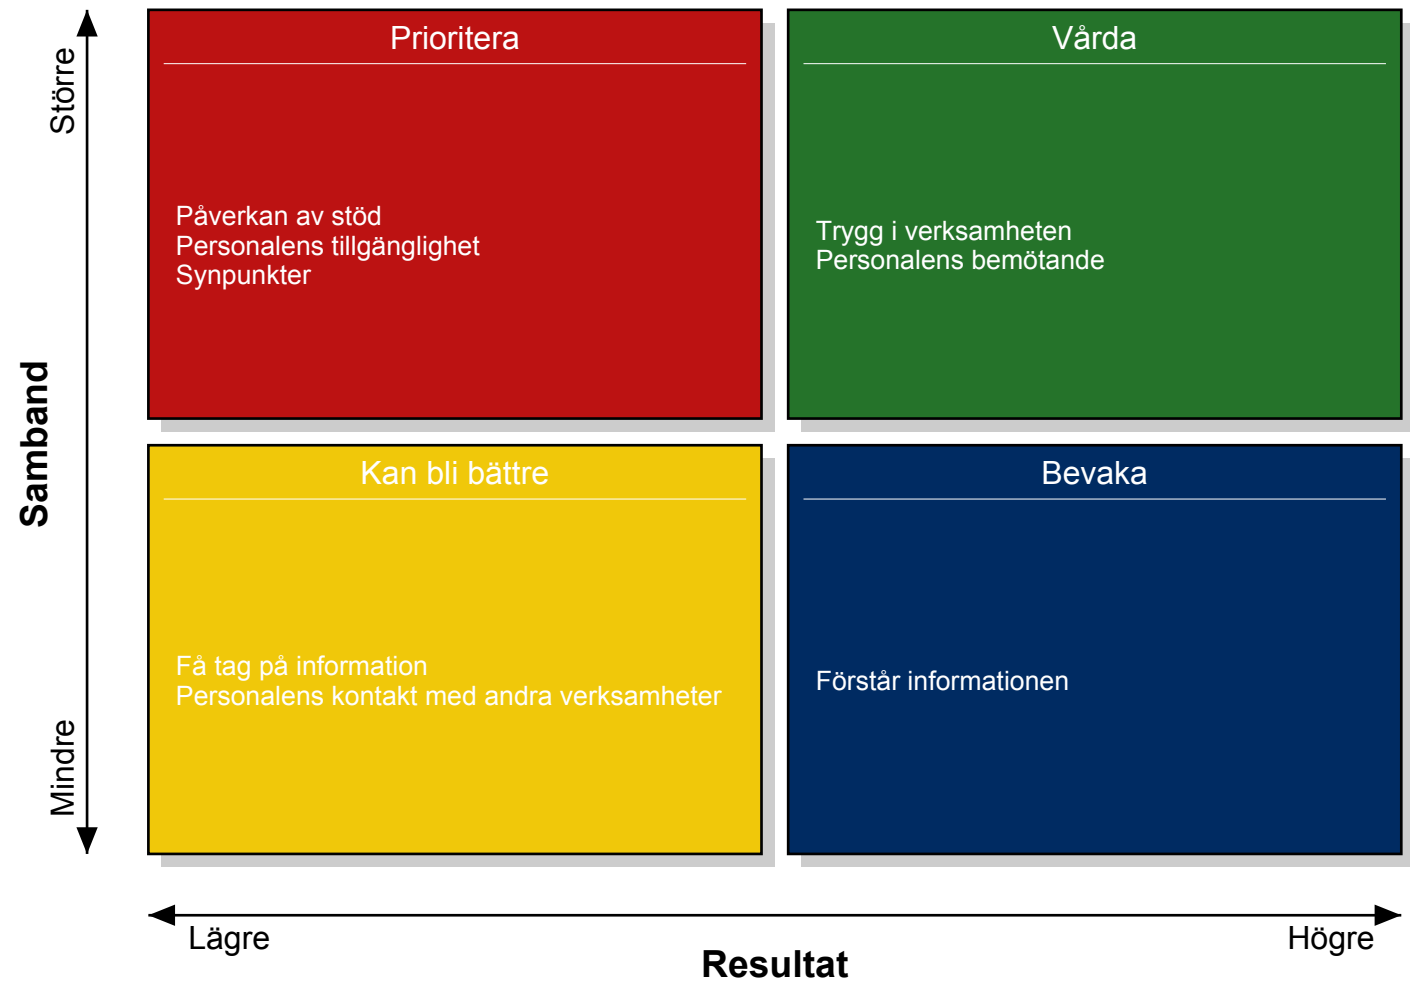 Större
Samband
Mindre
Prioritera
Påverkan av stöd
Personalens tillgänglighet
Synpunkter
Vårda
Trygg i verksamheten
Personalens bemötande
Kan bli bättre
Få tag på information
Personalens kontakt med andra verksamheter
Bevaka
Förstår informationen
Lägre
Högre
Resultat